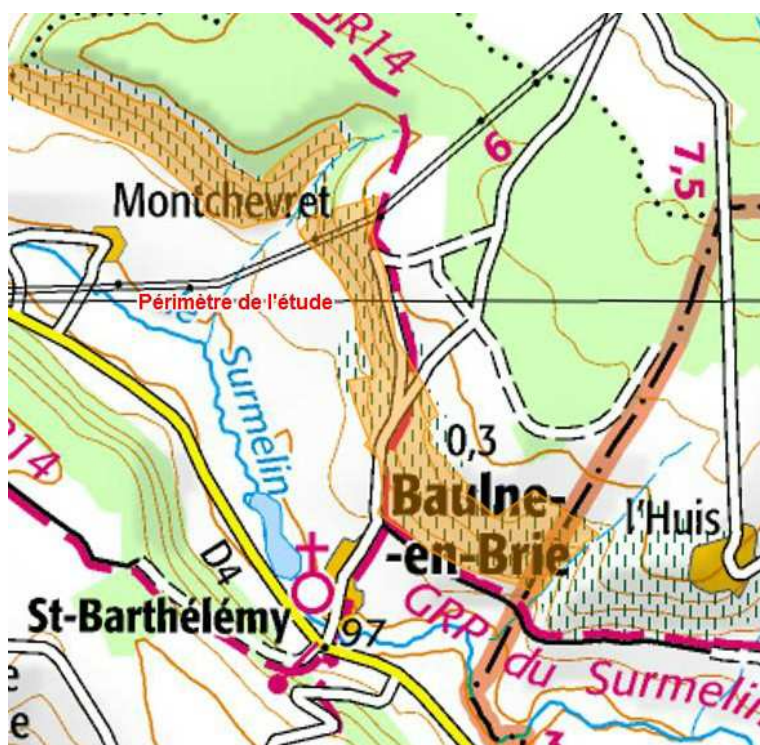 GR14
6
7,5
Montchevret
Périmètre de l'étude
Surmelin
0,3
Baulne-
-en-Brie
l'Huis
D4
St-Barthélémy
97
GRP du Surmelin
e
e
3